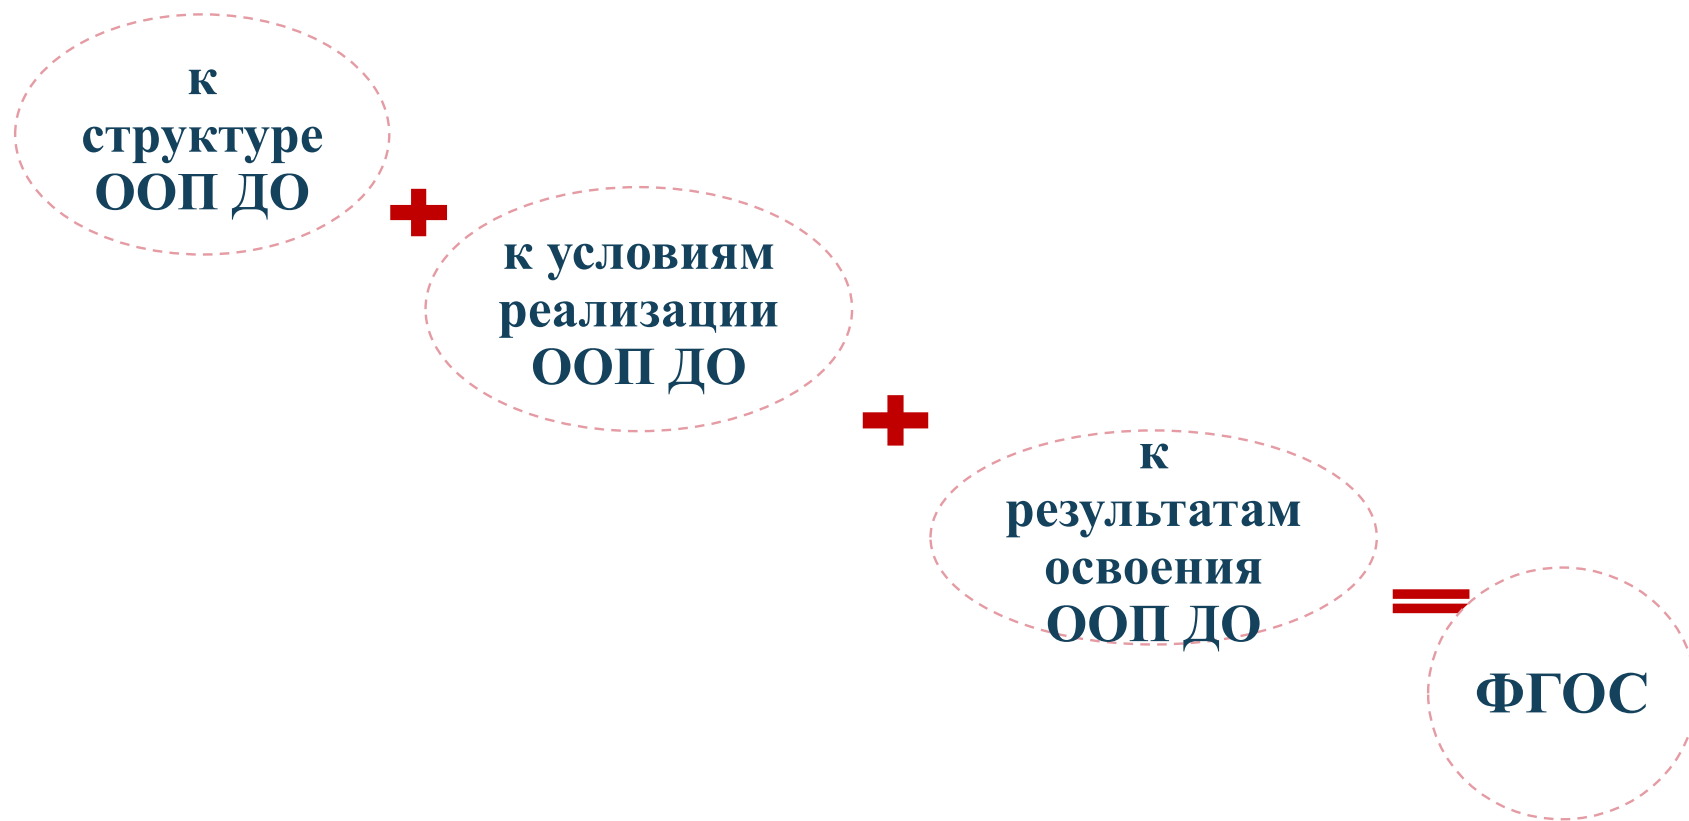 к
структуре
ООП ДО
к условиям
реализации
ООП ДО
к
результатам
освоения
ООП ДО
ФГОС